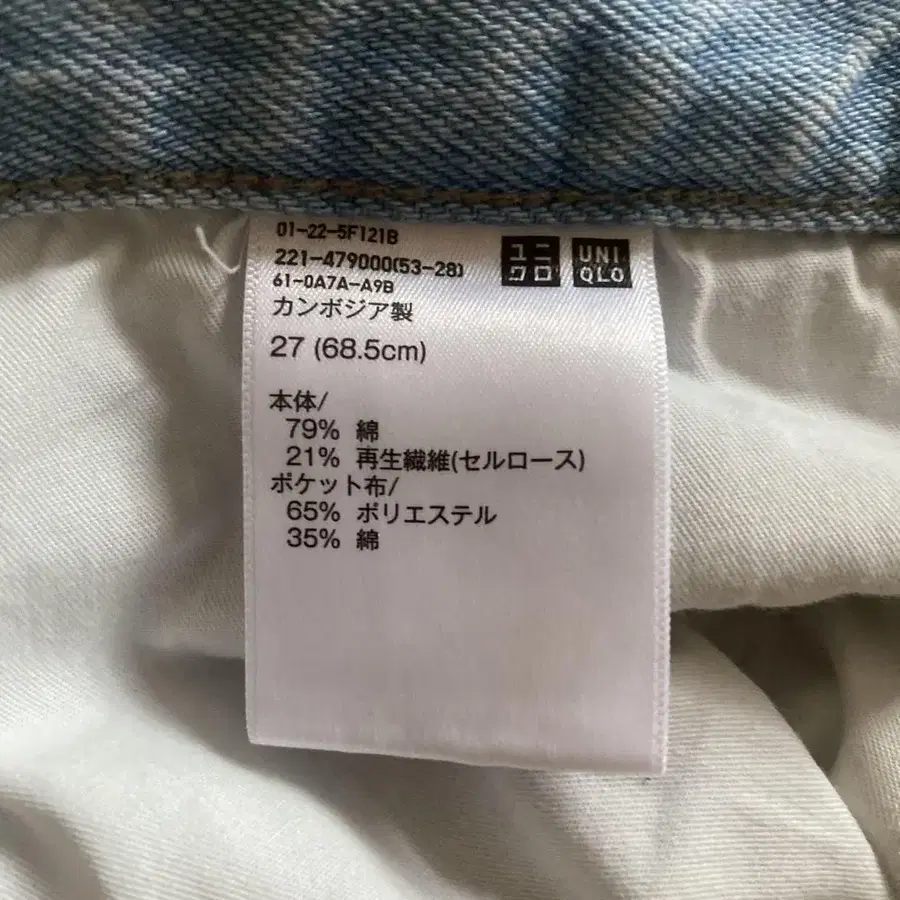 01-22-5F121B
221-479000(53-28)
61-0A7A-A9B
カンボジア製
ユニ
クロ
UNI
QLO
27 (68.5cm)
本体/
79% 綿
21% 再生繊維(セルロース)
ポケット布/
65% ポリエステル
35% 綿